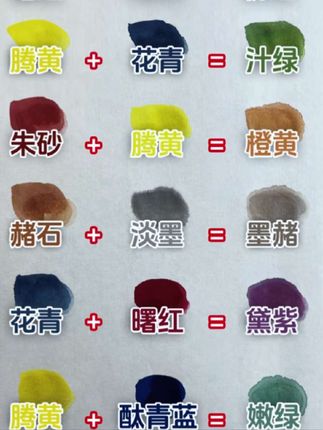 腾黄 + 花青 = 汁绿
朱砂 + 腾黄 = 橙黄
赭石 + 淡墨 = 墨赭
花青 + 曙红 = 黛紫
腾黄 + 酞青蓝 = 嫩绿